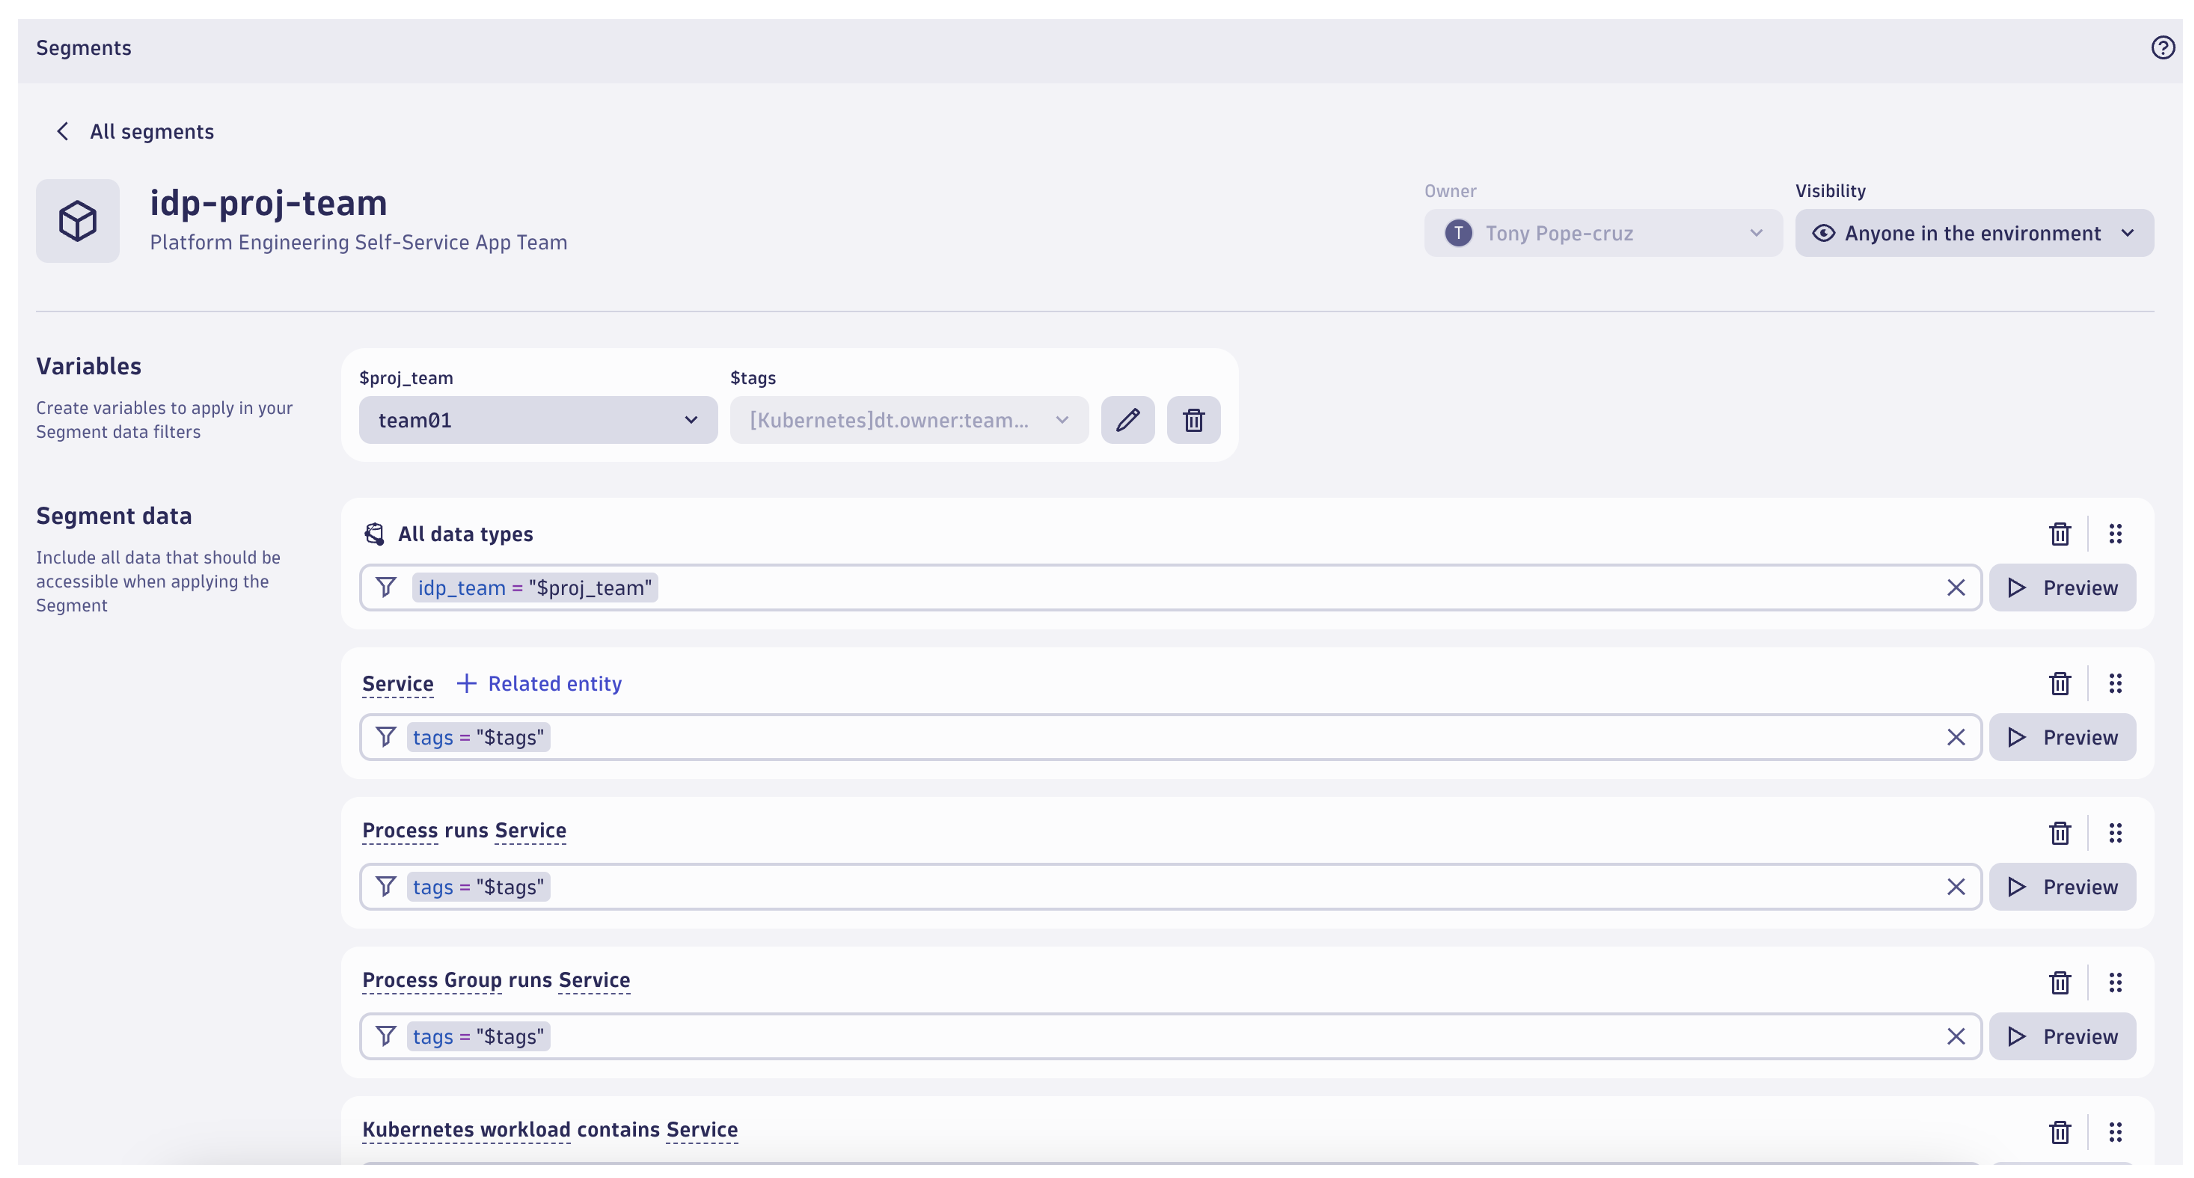 Segments
All segments
idp-proj-team
Platform Engineering Self-Service App Team
Owner
T Tony Pope-cruz
Visibility
Anyone in the environment
Variables
Create variables to apply in your
Segment data filters
$proj_team
team01
$tags
[Kubernetes]dt.owner:team...
Segment data
Include all data that should be
accessible when applying the
Segment
All data types
idp_team = "$proj_team"
Preview
Service + Related entity
tags = "$tags"
Preview
Process runs Service
tags = "$tags"
Preview
Process Group runs Service
tags = "$tags"
Preview
Kubernetes workload contains Service